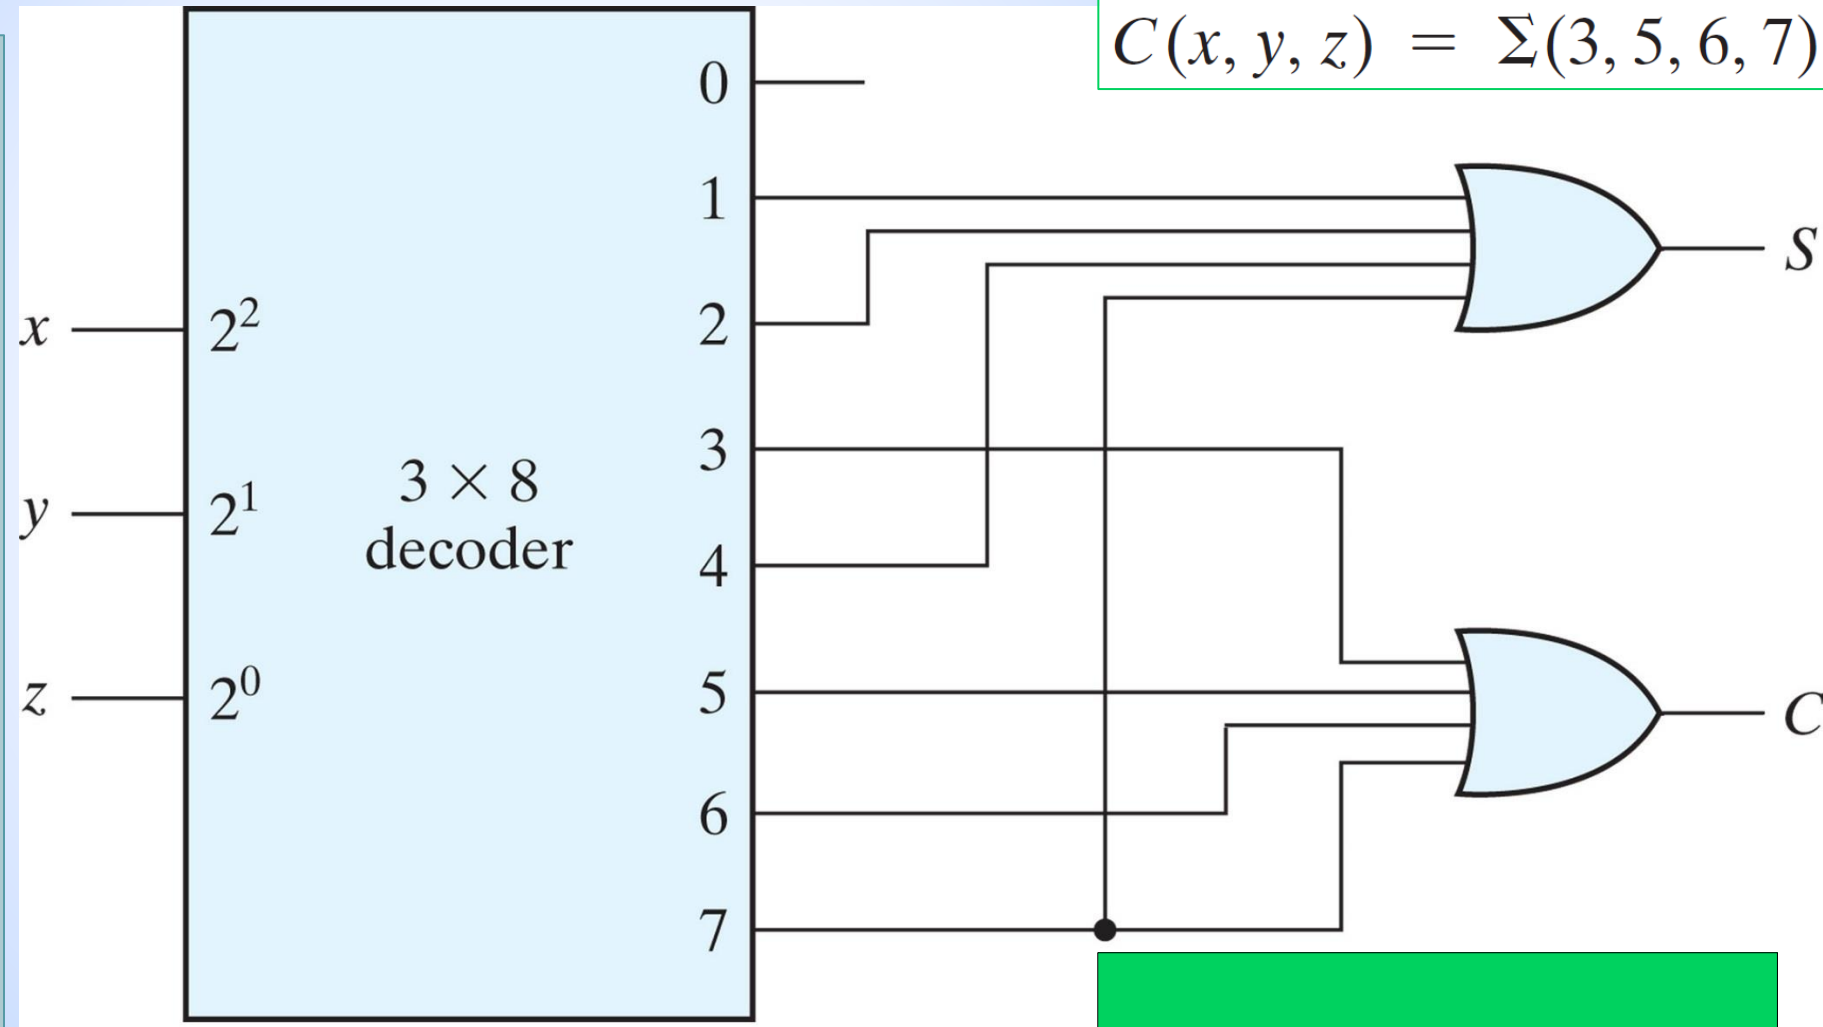 C(x, y, z) = Σ(3, 5, 6, 7)
0
1
S
x
2²
2
3
3 × 8
decoder
y
2¹
4
z
2⁰
5
C
6
7